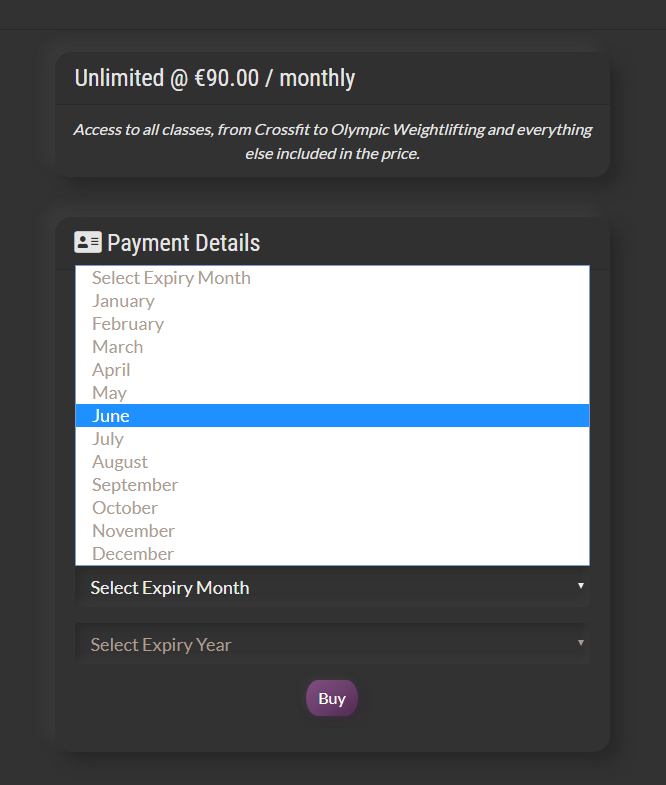 Unlimited @ €90.00 / monthly
Access to all classes, from Crossfit to Olympic Weightlifting and everything
else included in the price.
Payment Details
Select Expiry Month
January
February
March
April
May
June
July
August
September
October
November
December
Select Expiry Month
Select Expiry Year
Buy